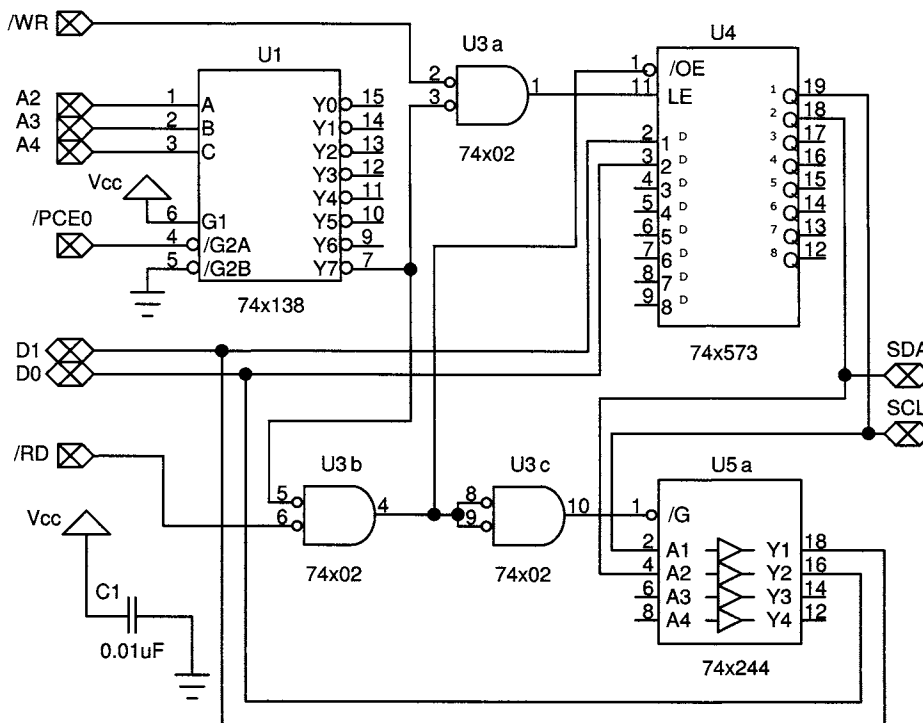 /WR
U1
A2 1 A Y0 15
A3 2 B Y1 14
A4 3 C Y2 13
Y3 12
Vcc
Y4 11
6 G1 Y5 10
/PCE0 4 /G2A Y6 9
5 /G2B Y7 7
74x138
U3a
2
3
1
74x02
U4
1 /OE
11 LE
2 1 D
3 2 D
4 3 D
5 4 D
6 5 D
7 6 D
8 7 D
9 8 D
1 Q 19
2 Q 18
3 Q 17
4 Q 16
5 Q 15
6 Q 14
7 Q 13
8 Q 12
74x573
D1
D0
SDA
SCL
/RD
U3b
5
6
4
74x02
U3c
8
9
10
74x02
U5a
1 /G
2 A1 Y1 18
4 A2 Y2 16
6 A3 Y3 14
8 A4 Y4 12
74x244
Vcc
C1
0.01uF